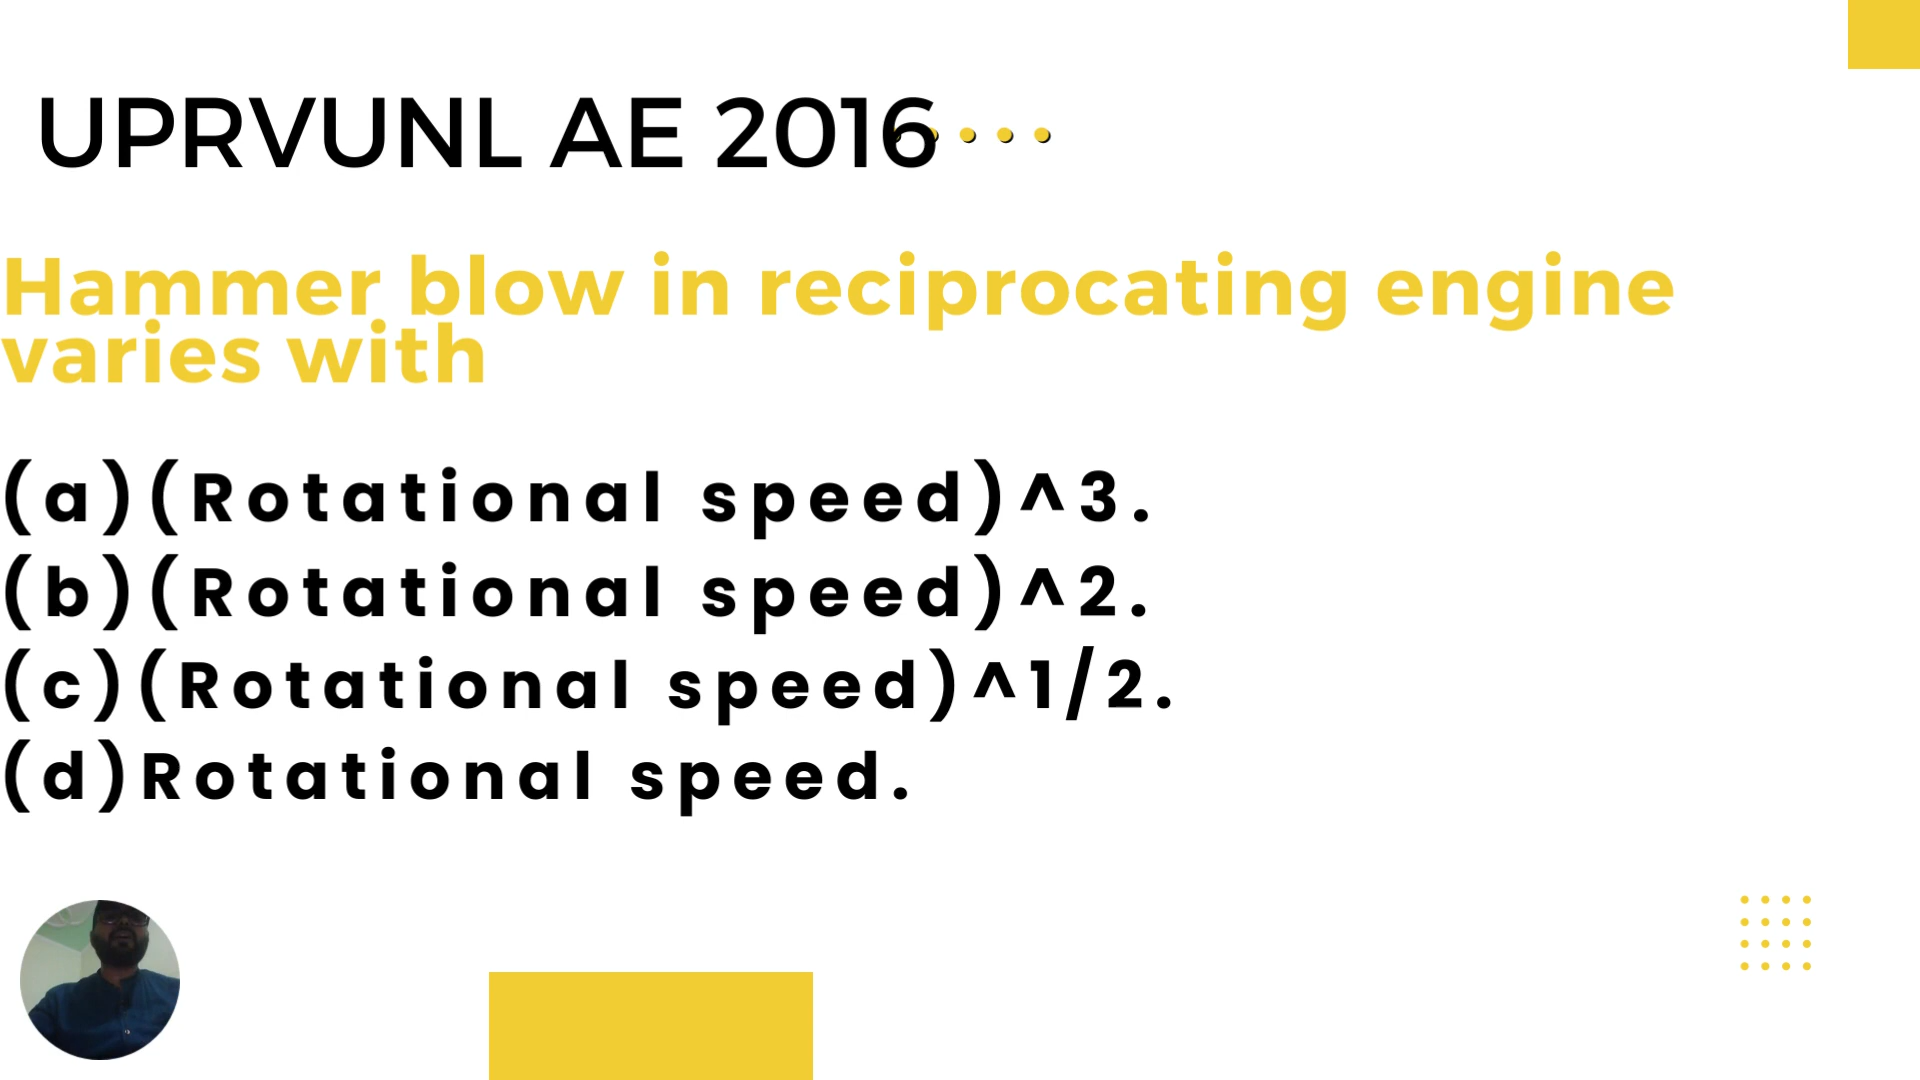 UPRVUNL AE 2016
Hammer blow in reciprocating engine
varies with
(a)(Rotational speed)^3.
(b)(Rotational speed)^2.
(c)(Rotational speed)^1/2.
(d)Rotational speed.